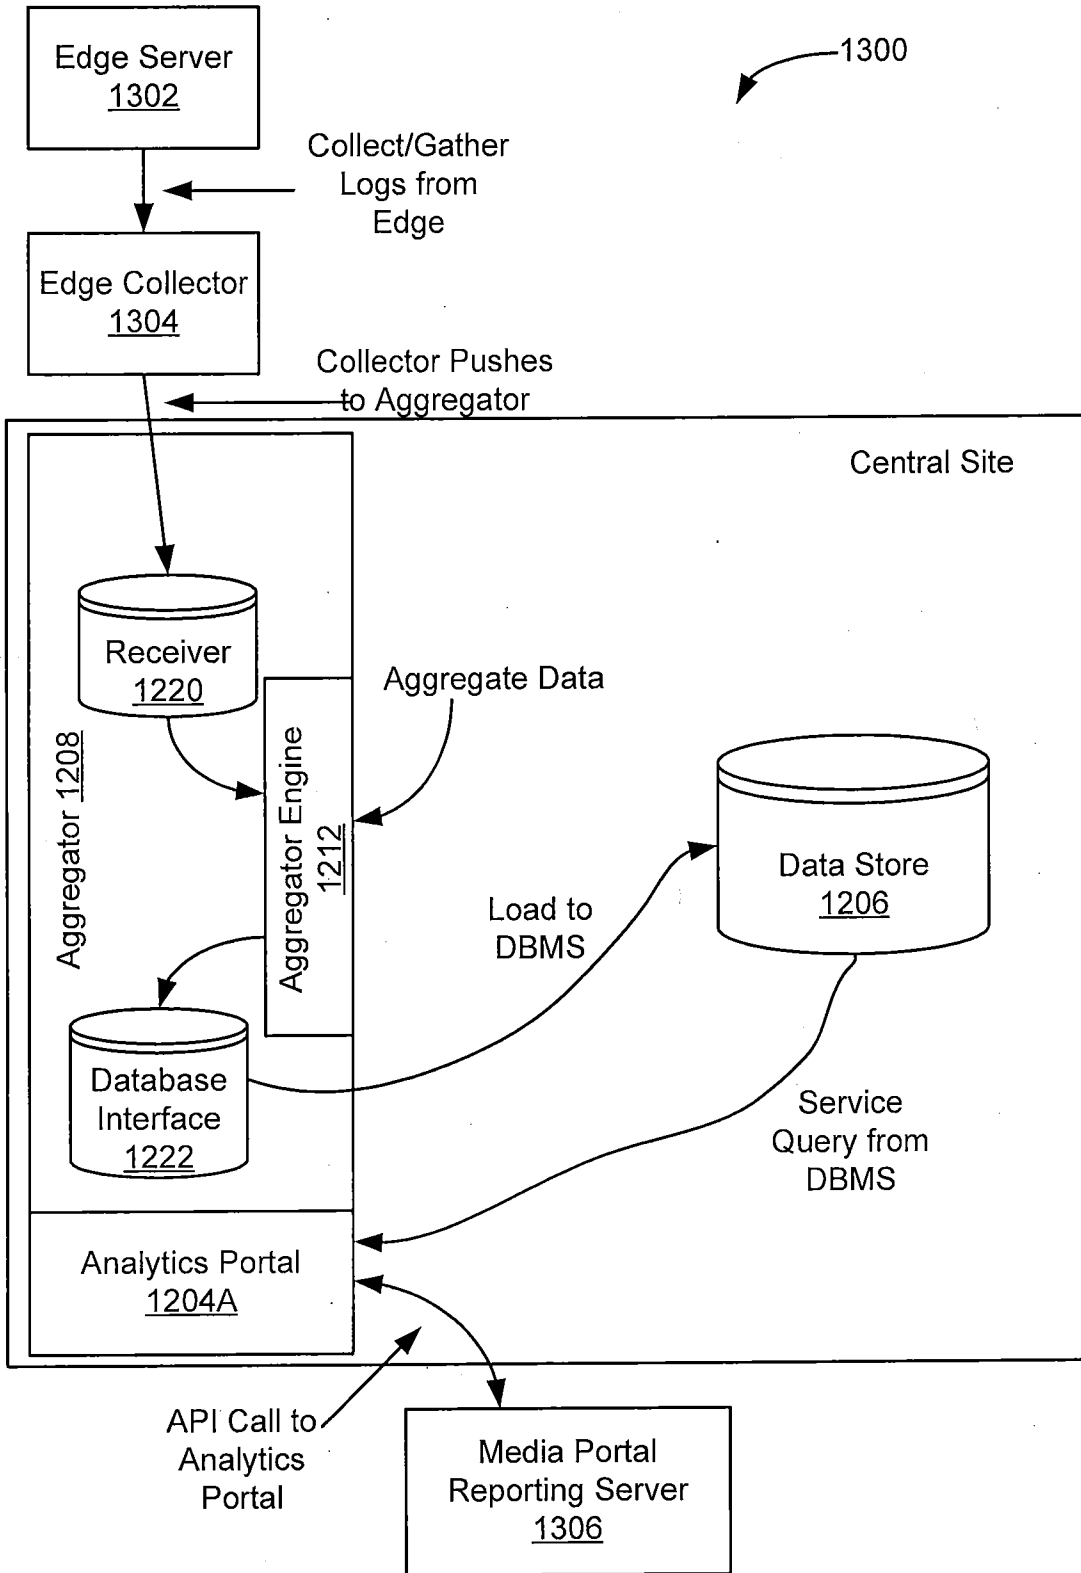 Edge Server
1302
1300
Collect/Gather
Logs from
Edge
Edge Collector
1304
Collector Pushes
to Aggregator
Central Site
Receiver
1220
Aggregate Data
Aggregator 1208
Aggregator Engine
1212
Data Store
1206
Load to
DBMS
Database
Interface
1222
Service
Query from
DBMS
Analytics Portal
1204A
API Call to
Analytics
Portal
Media Portal
Reporting Server
1306